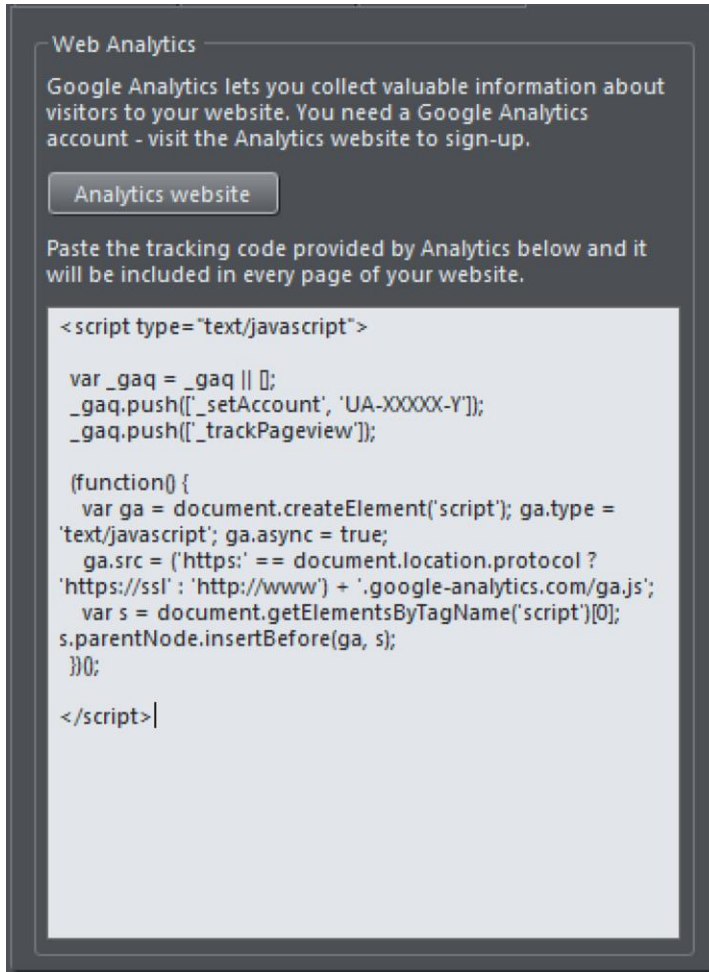 Web Analytics
Google Analytics lets you collect valuable information about
visitors to your website. You need a Google Analytics
account - visit the Analytics website to sign-up.
Analytics website
Paste the tracking code provided by Analytics below and it
will be included in every page of your website.
<script type="text/javascript">
var _gaq = _gaq || [];
_gaq.push(['_setAccount', 'UA-XXXXX-Y']);
_gaq.push(['_trackPageview']);
(function() {
var ga = document.createElement('script'); ga.type =
'text/javascript'; ga.async = true;
ga.src = ('https:' == document.location.protocol ?
'https://ssl' : 'http://www') + '.google-analytics.com/ga.js';
var s = document.getElementsByTagName('script')[0];
s.parentNode.insertBefore(ga, s);
})();
</script>